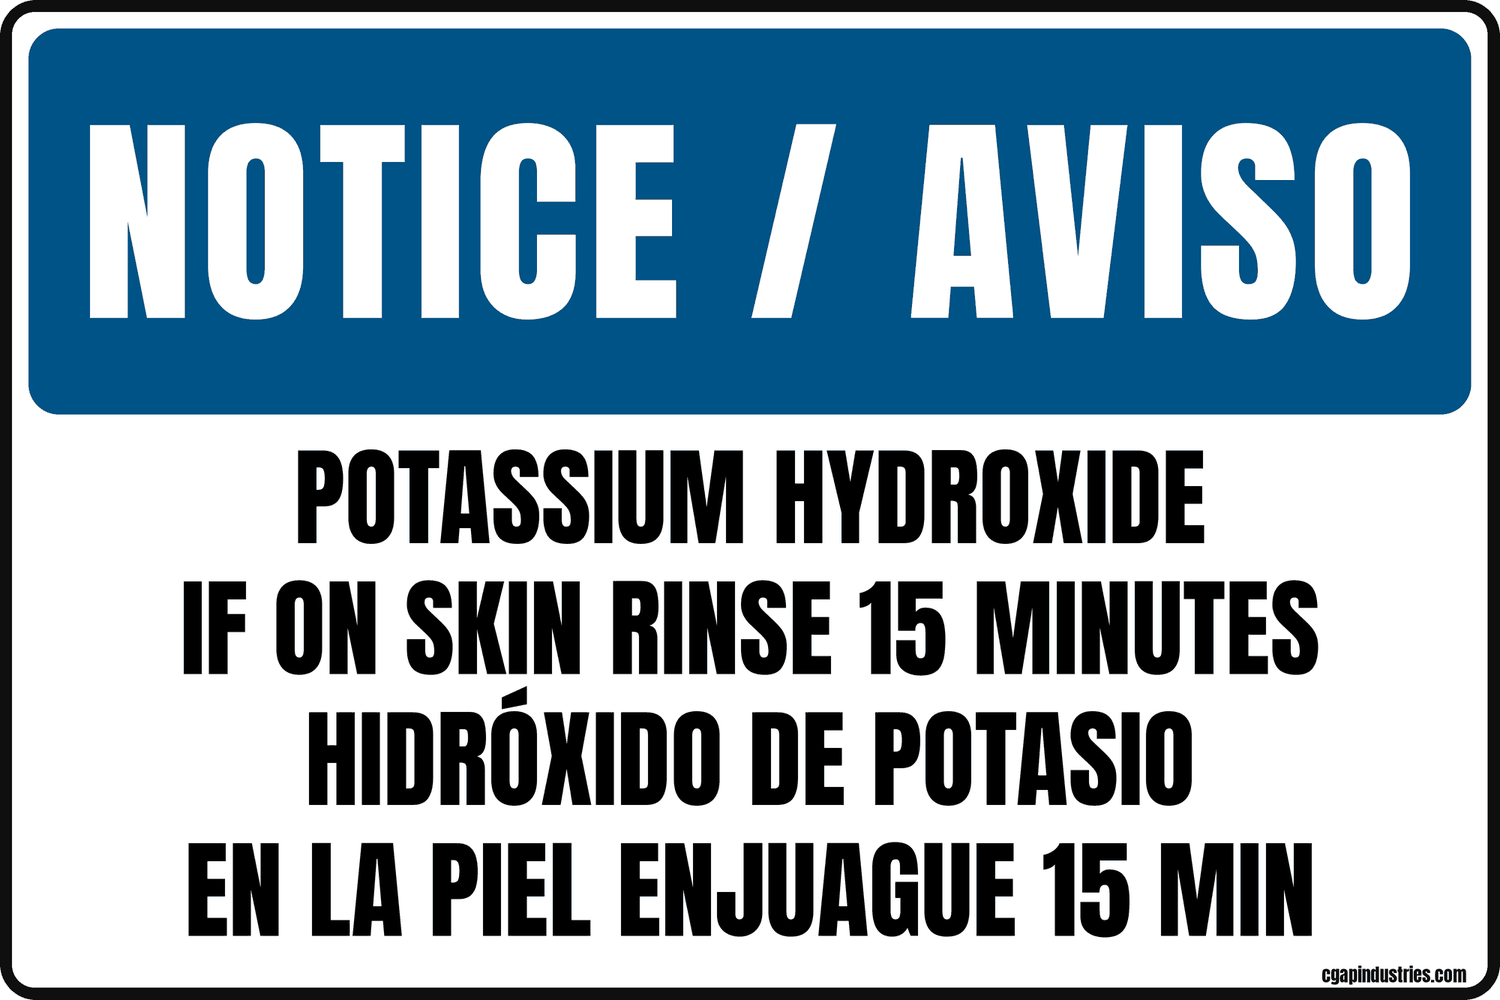 NOTICE / AVISO
POTASSIUM HYDROXIDE
IF ON SKIN RINSE 15 MINUTES
HIDRÓXIDO DE POTASIO
EN LA PIEL ENJUAGUE 15 MIN
cgapindustries.com